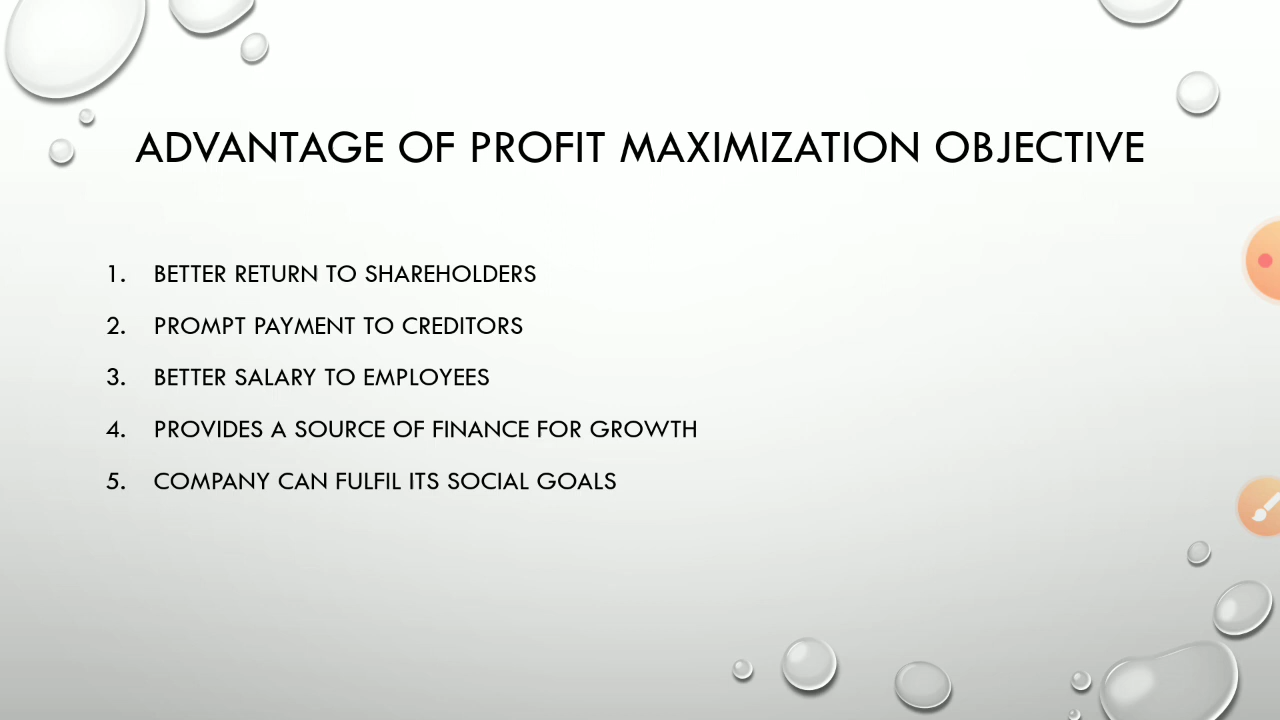 ADVANTAGE OF PROFIT MAXIMIZATION OBJECTIVE
1. BETTER RETURN TO SHAREHOLDERS
2. PROMPT PAYMENT TO CREDITORS
3. BETTER SALARY TO EMPLOYEES
4. PROVIDES A SOURCE OF FINANCE FOR GROWTH
5. COMPANY CAN FULFIL ITS SOCIAL GOALS